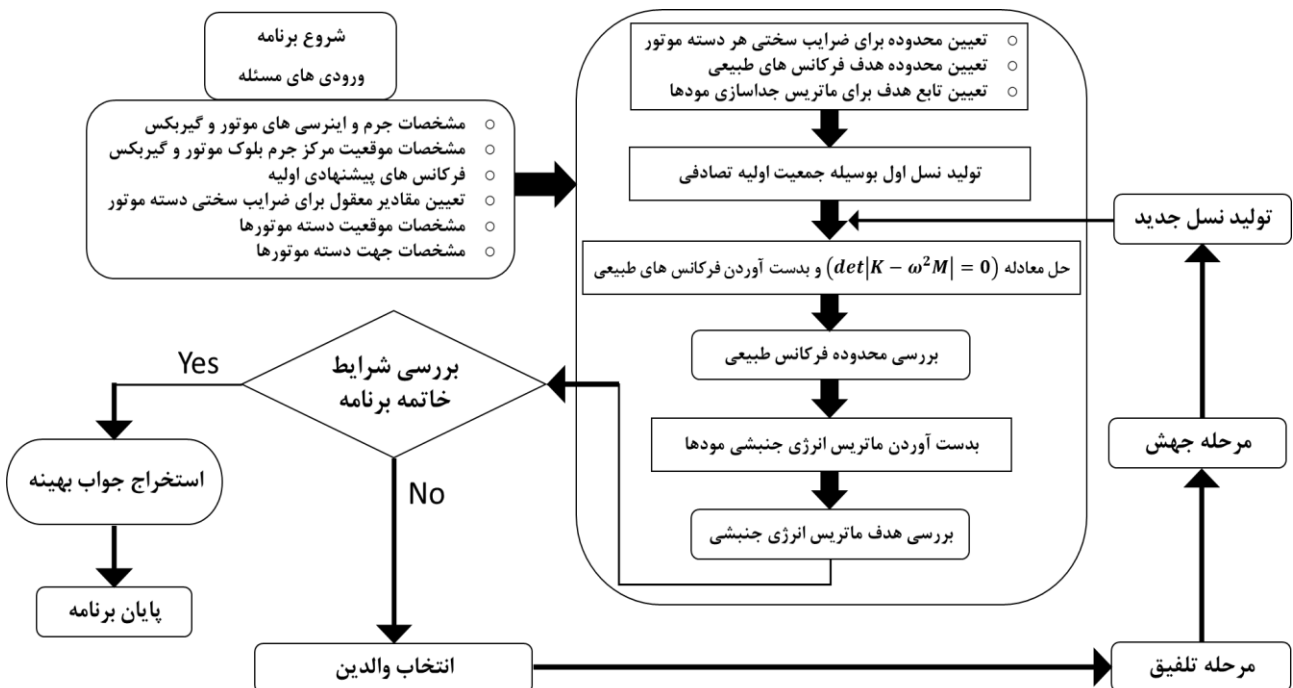 شروع برنامه
ورودی های مسئله
○ مشخصات جرم و اینرسی های موتور و گیربکس
○ مشخصات موقعیت مرکز جرم بلوک موتور و گیربکس
○ فرکانس های پیشنهادی اولیه
○ تعیین مقادیر معقول برای ضرایب سختی دسته موتور
○ مشخصات موقعیت دسته موتورها
○ مشخصات جهت دسته موتورها
○ تعیین محدوده برای ضرایب سختی هر دسته موتور
○ تعیین محدوده هدف فرکانس های طبیعی
○ تعیین تابع هدف برای ماتریس جداسازی مودها
تولید نسل اول بوسیله جمعیت اولیه تصادفی
حل معادله (det|K − ω²M| = 0) و بدست آوردن فرکانس های طبیعی
بررسی محدوده فرکانس طبیعی
بدست آوردن ماتریس انرژی جنبشی مودها
بررسی هدف ماتریس انرژی جنبشی
بررسی شرایط
خاتمه برنامه
Yes
استخراج جواب بهینه
پایان برنامه
No
انتخاب والدین
مرحله تلفیق
مرحله جهش
تولید نسل جدید